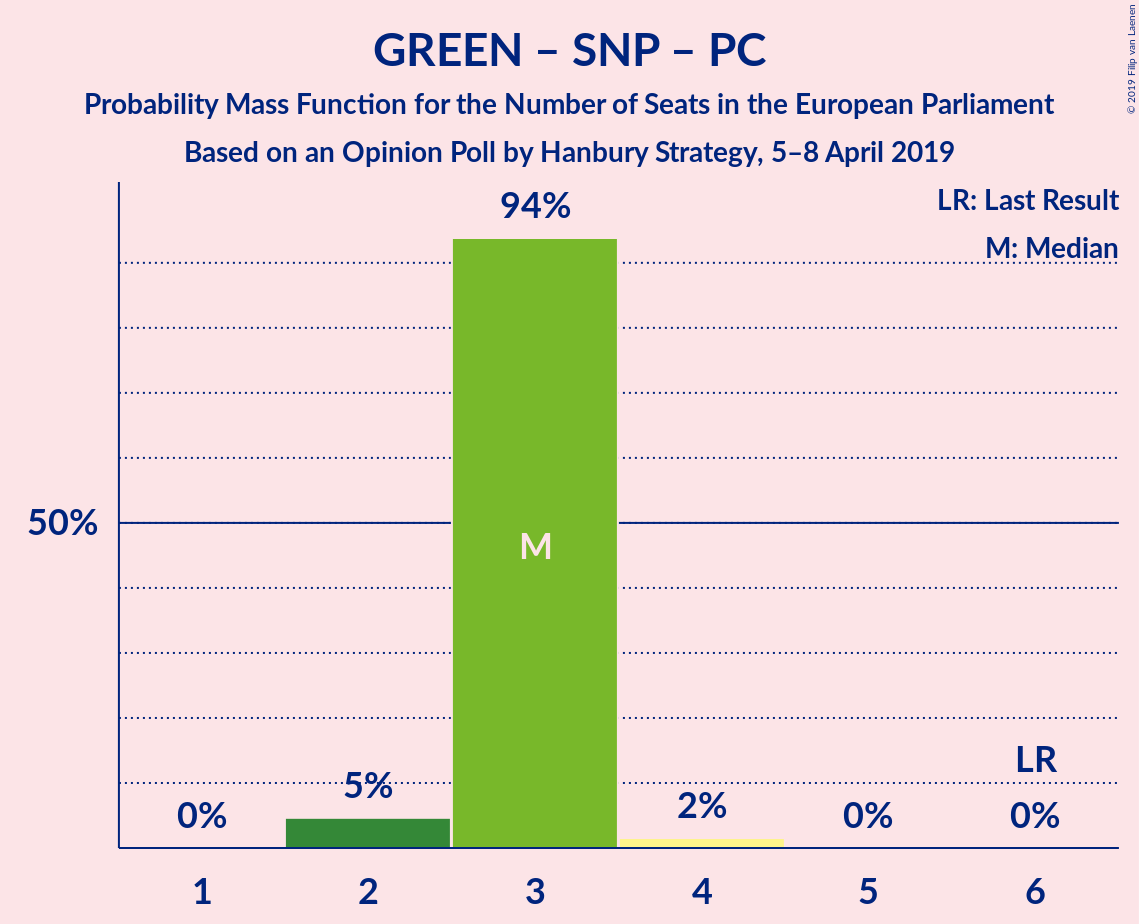 GREEN – SNP – PC
Probability Mass Function for the Number of Seats in the European Parliament
Based on an Opinion Poll by Hanbury Strategy, 5–8 April 2019
© 2019 Filip van Laenen
LR: Last Result
M: Median
94%
50%
M
LR
0%
5%
2%
0%
0%
1
2
3
4
5
6